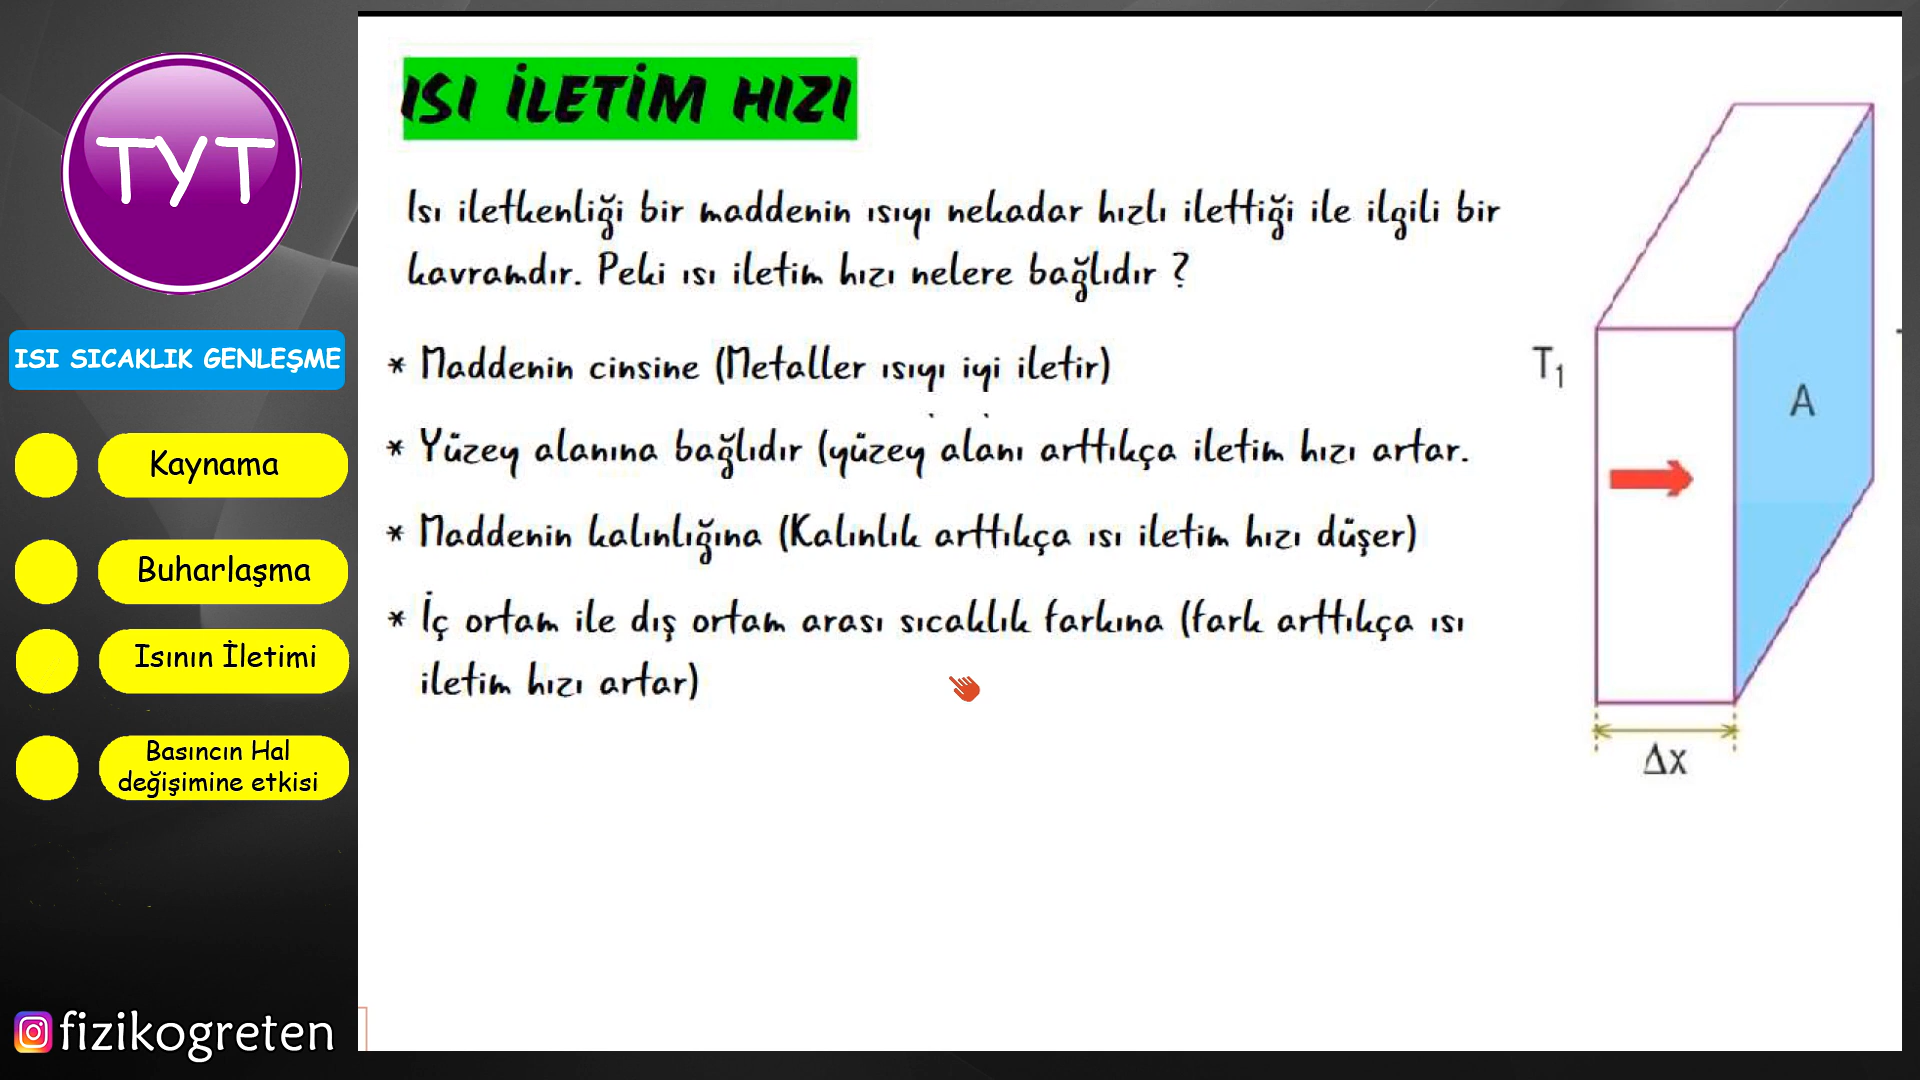 TYT
ISI SICAKLIK GENLEŞME
Kaynama
Buharlaşma
Isının İletimi
Basıncın Hal
değişimine etkisi
fizikogreten
ISI İLETİM HIZI
Isı iletkenliği bir maddenin ısıyı nekadar hızlı ilettiği ile ilgili bir
kavramdır. Peki ısı iletim hızı nelere bağlıdır ?
* Maddenin cinsine (Metaller ısıyı iyi iletir)
* Yüzey alanına bağlıdır (yüzey alanı arttıkça iletim hızı artar.
* Maddenin kalınlığına (Kalınlık arttıkça ısı iletim hızı düşer)
* İç ortam ile dış ortam arası sıcaklık farkına (fark arttıkça ısı
iletim hızı artar)
T₁
A
Δx